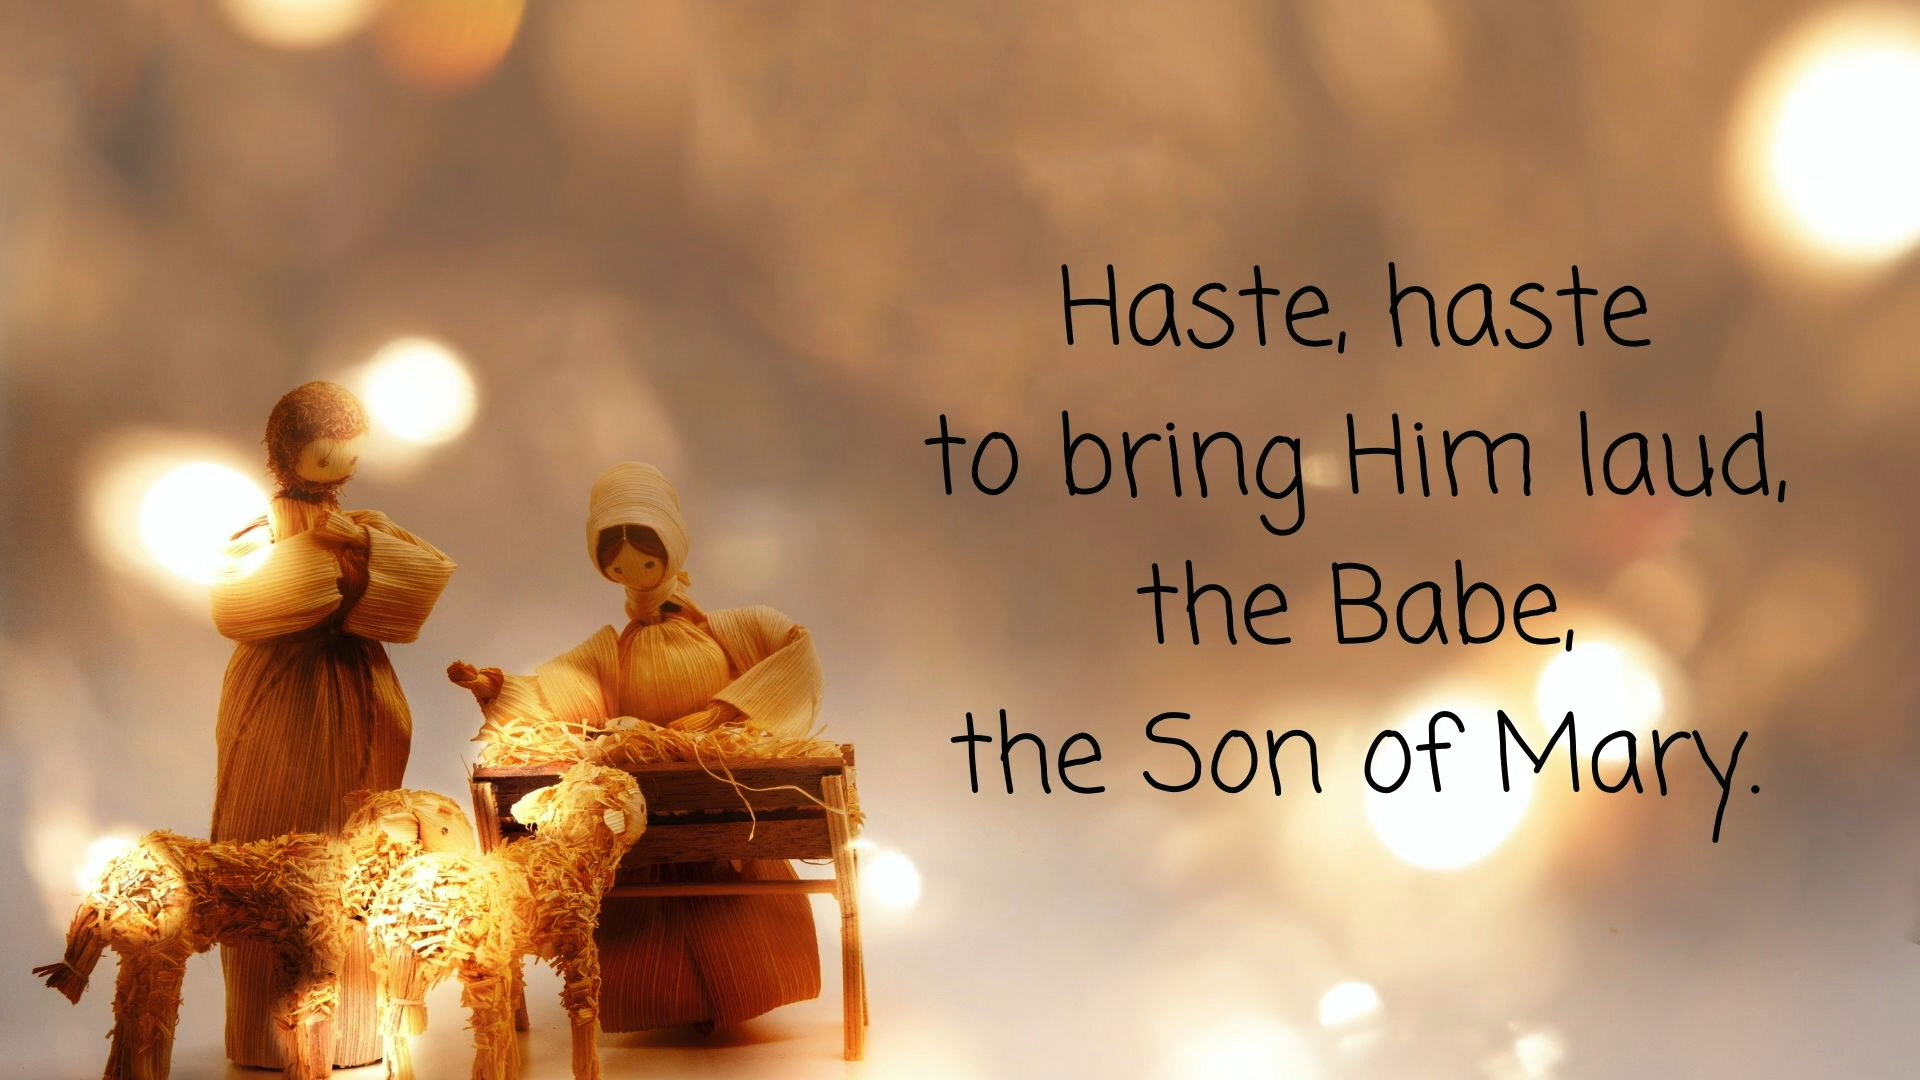 Haste, haste
to bring Him laud,
the Babe,
the Son of Mary.